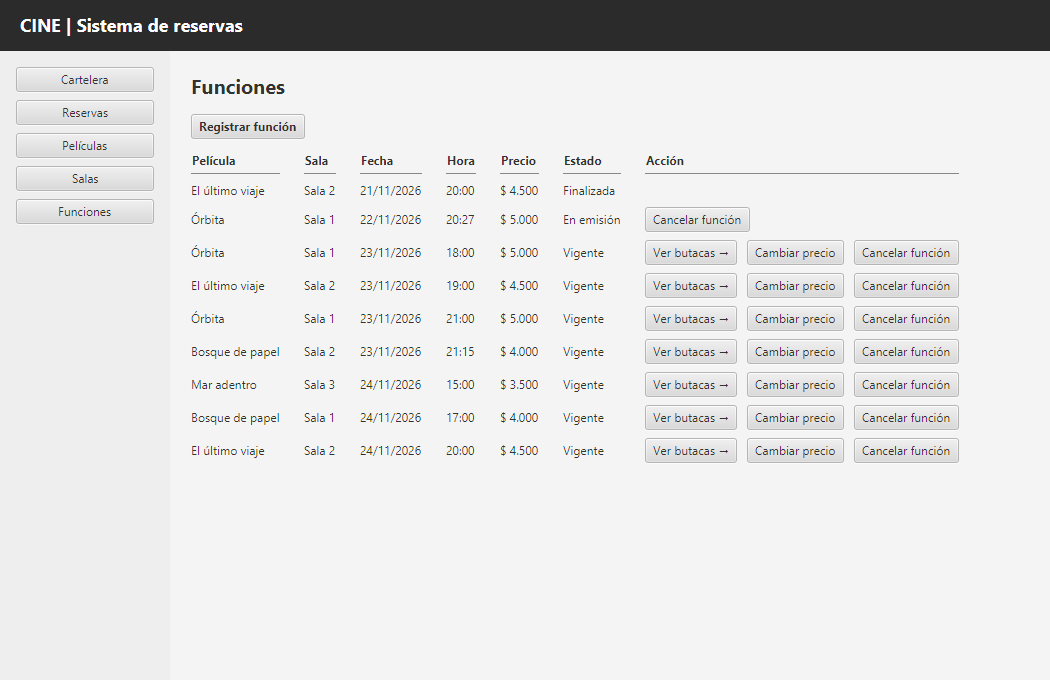 CINE | Sistema de reservas
Cartelera
Reservas
Películas
Salas
Funciones
Funciones
Registrar función
Película Sala Fecha Hora Precio Estado Acción
El último viaje Sala 2 21/11/2026 20:00 $ 4.500 Finalizada
Órbita Sala 1 22/11/2026 20:27 $ 5.000 En emisión Cancelar función
Órbita Sala 1 23/11/2026 18:00 $ 5.000 Vigente Ver butacas → Cambiar precio Cancelar función
El último viaje Sala 2 23/11/2026 19:00 $ 4.500 Vigente Ver butacas → Cambiar precio Cancelar función
Órbita Sala 1 23/11/2026 21:00 $ 5.000 Vigente Ver butacas → Cambiar precio Cancelar función
Bosque de papel Sala 2 23/11/2026 21:15 $ 4.000 Vigente Ver butacas → Cambiar precio Cancelar función
Mar adentro Sala 3 24/11/2026 15:00 $ 3.500 Vigente Ver butacas → Cambiar precio Cancelar función
Bosque de papel Sala 1 24/11/2026 17:00 $ 4.000 Vigente Ver butacas → Cambiar precio Cancelar función
El último viaje Sala 2 24/11/2026 20:00 $ 4.500 Vigente Ver butacas → Cambiar precio Cancelar función